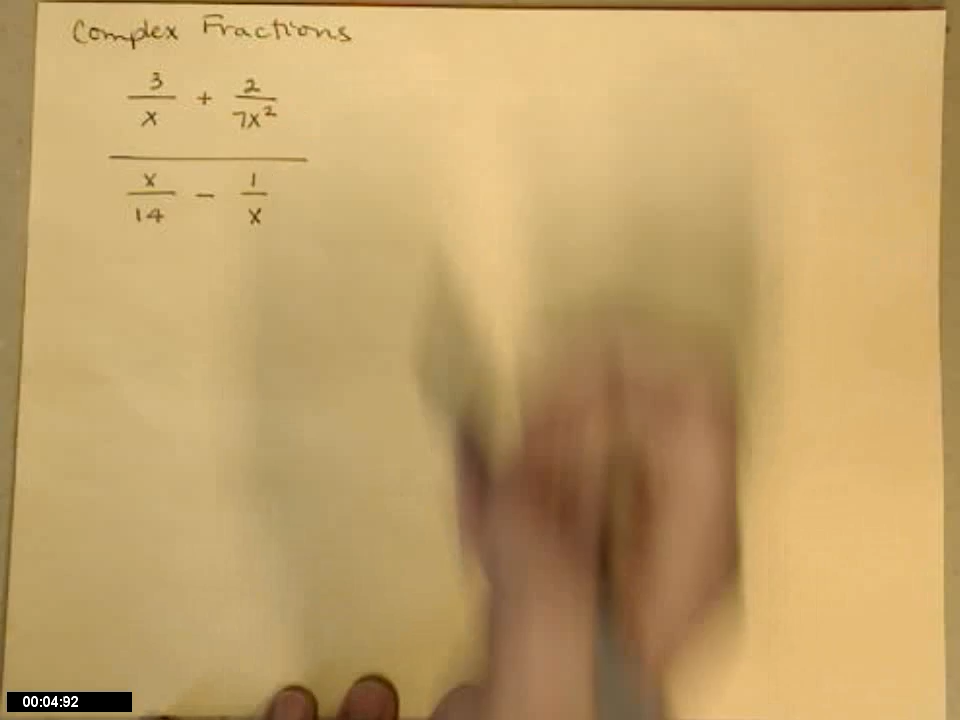 Complex Fractions
3/x + 2/7x²
x/14 - 1/x
00:04:92